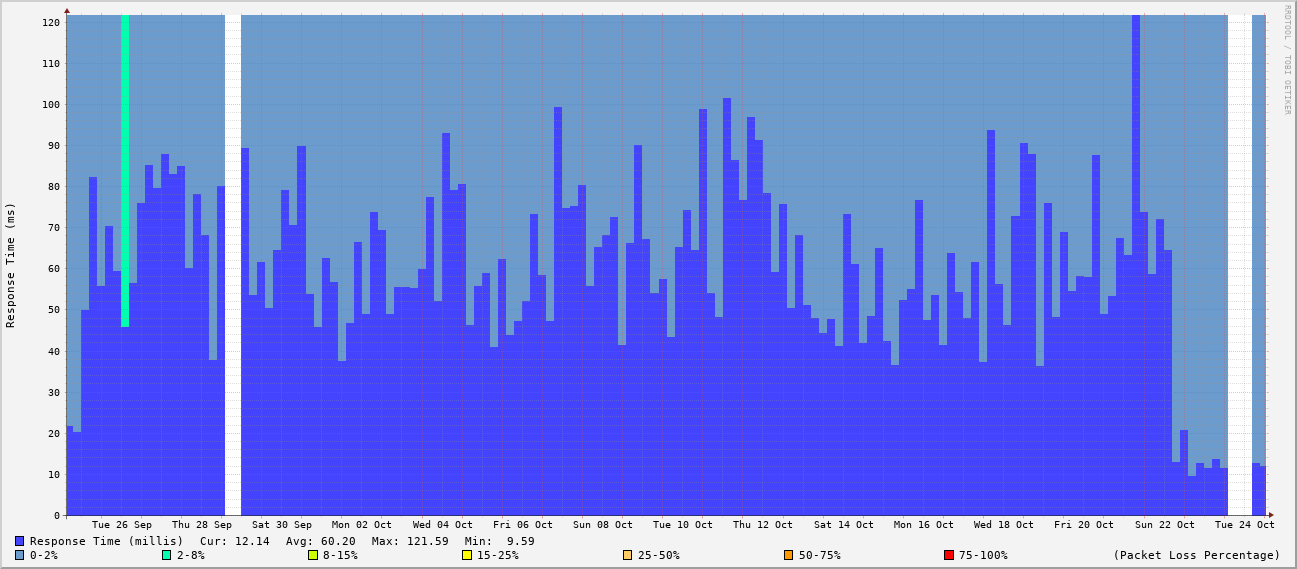 RRDTOOL / TOBI OETIKER
Response Time (ms)
120
110
100
90
80
70
60
50
40
30
20
10
0
Tue 26 Sep Thu 28 Sep Sat 30 Sep Mon 02 Oct Wed 04 Oct Fri 06 Oct Sun 08 Oct Tue 10 Oct Thu 12 Oct Sat 14 Oct Mon 16 Oct Wed 18 Oct Fri 20 Oct Sun 22 Oct Tue 24 Oct
Response Time (millis) Cur: 12.14 Avg: 60.20 Max: 121.59 Min: 9.59
0-2% 2-8% 8-15% 15-25% 25-50% 50-75% 75-100% (Packet Loss Percentage)